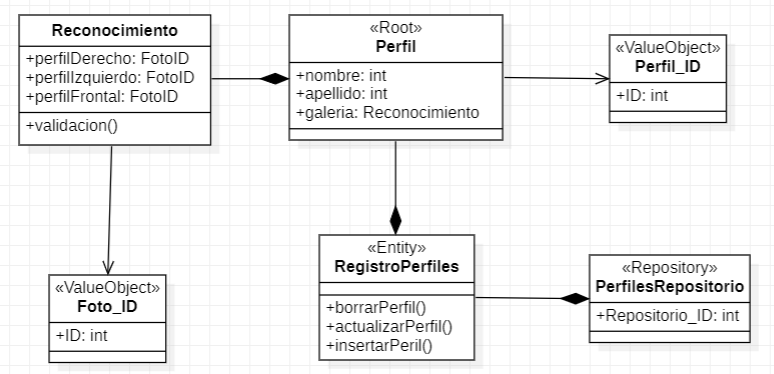 Reconocimiento
+perfilDerecho: FotoID
+perfilIzquierdo: FotoID
+perfilFrontal: FotoID
+validacion()
«Root»
Perfil
+nombre: int
+apellido: int
+galeria: Reconocimiento
«ValueObject»
Perfil_ID
+ID: int
«ValueObject»
Foto_ID
+ID: int
«Entity»
RegistroPerfiles
+borrarPerfil()
+actualizarPerfil()
+insertarPeril()
«Repository»
PerfilesRepositorio
+Repositorio_ID: int